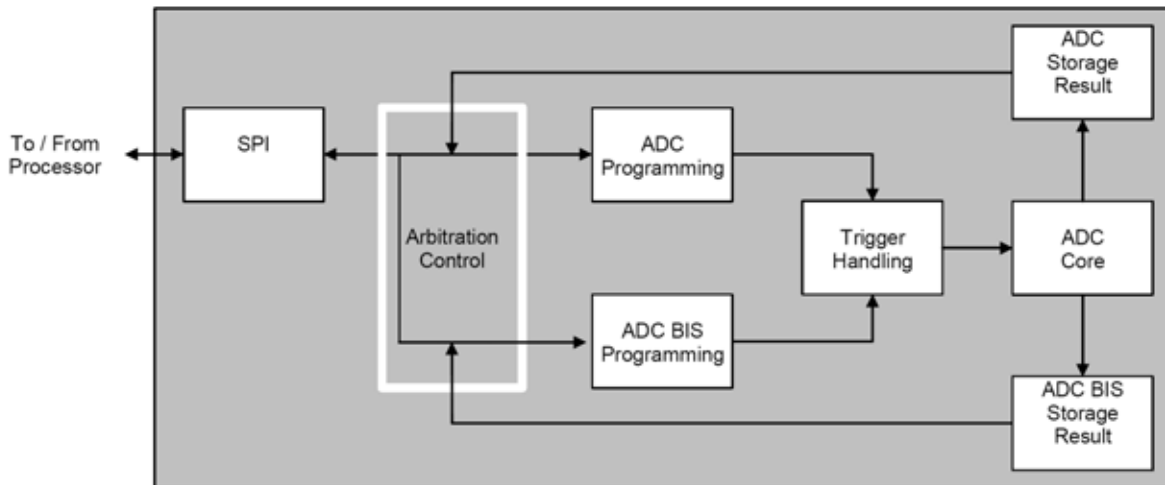 ADC
Storage
Result
To / From
Processor
SPI
ADC
Programming
Arbitration
Control
Trigger
Handling
ADC
Core
ADC BIS
Programming
ADC BIS
Storage
Result